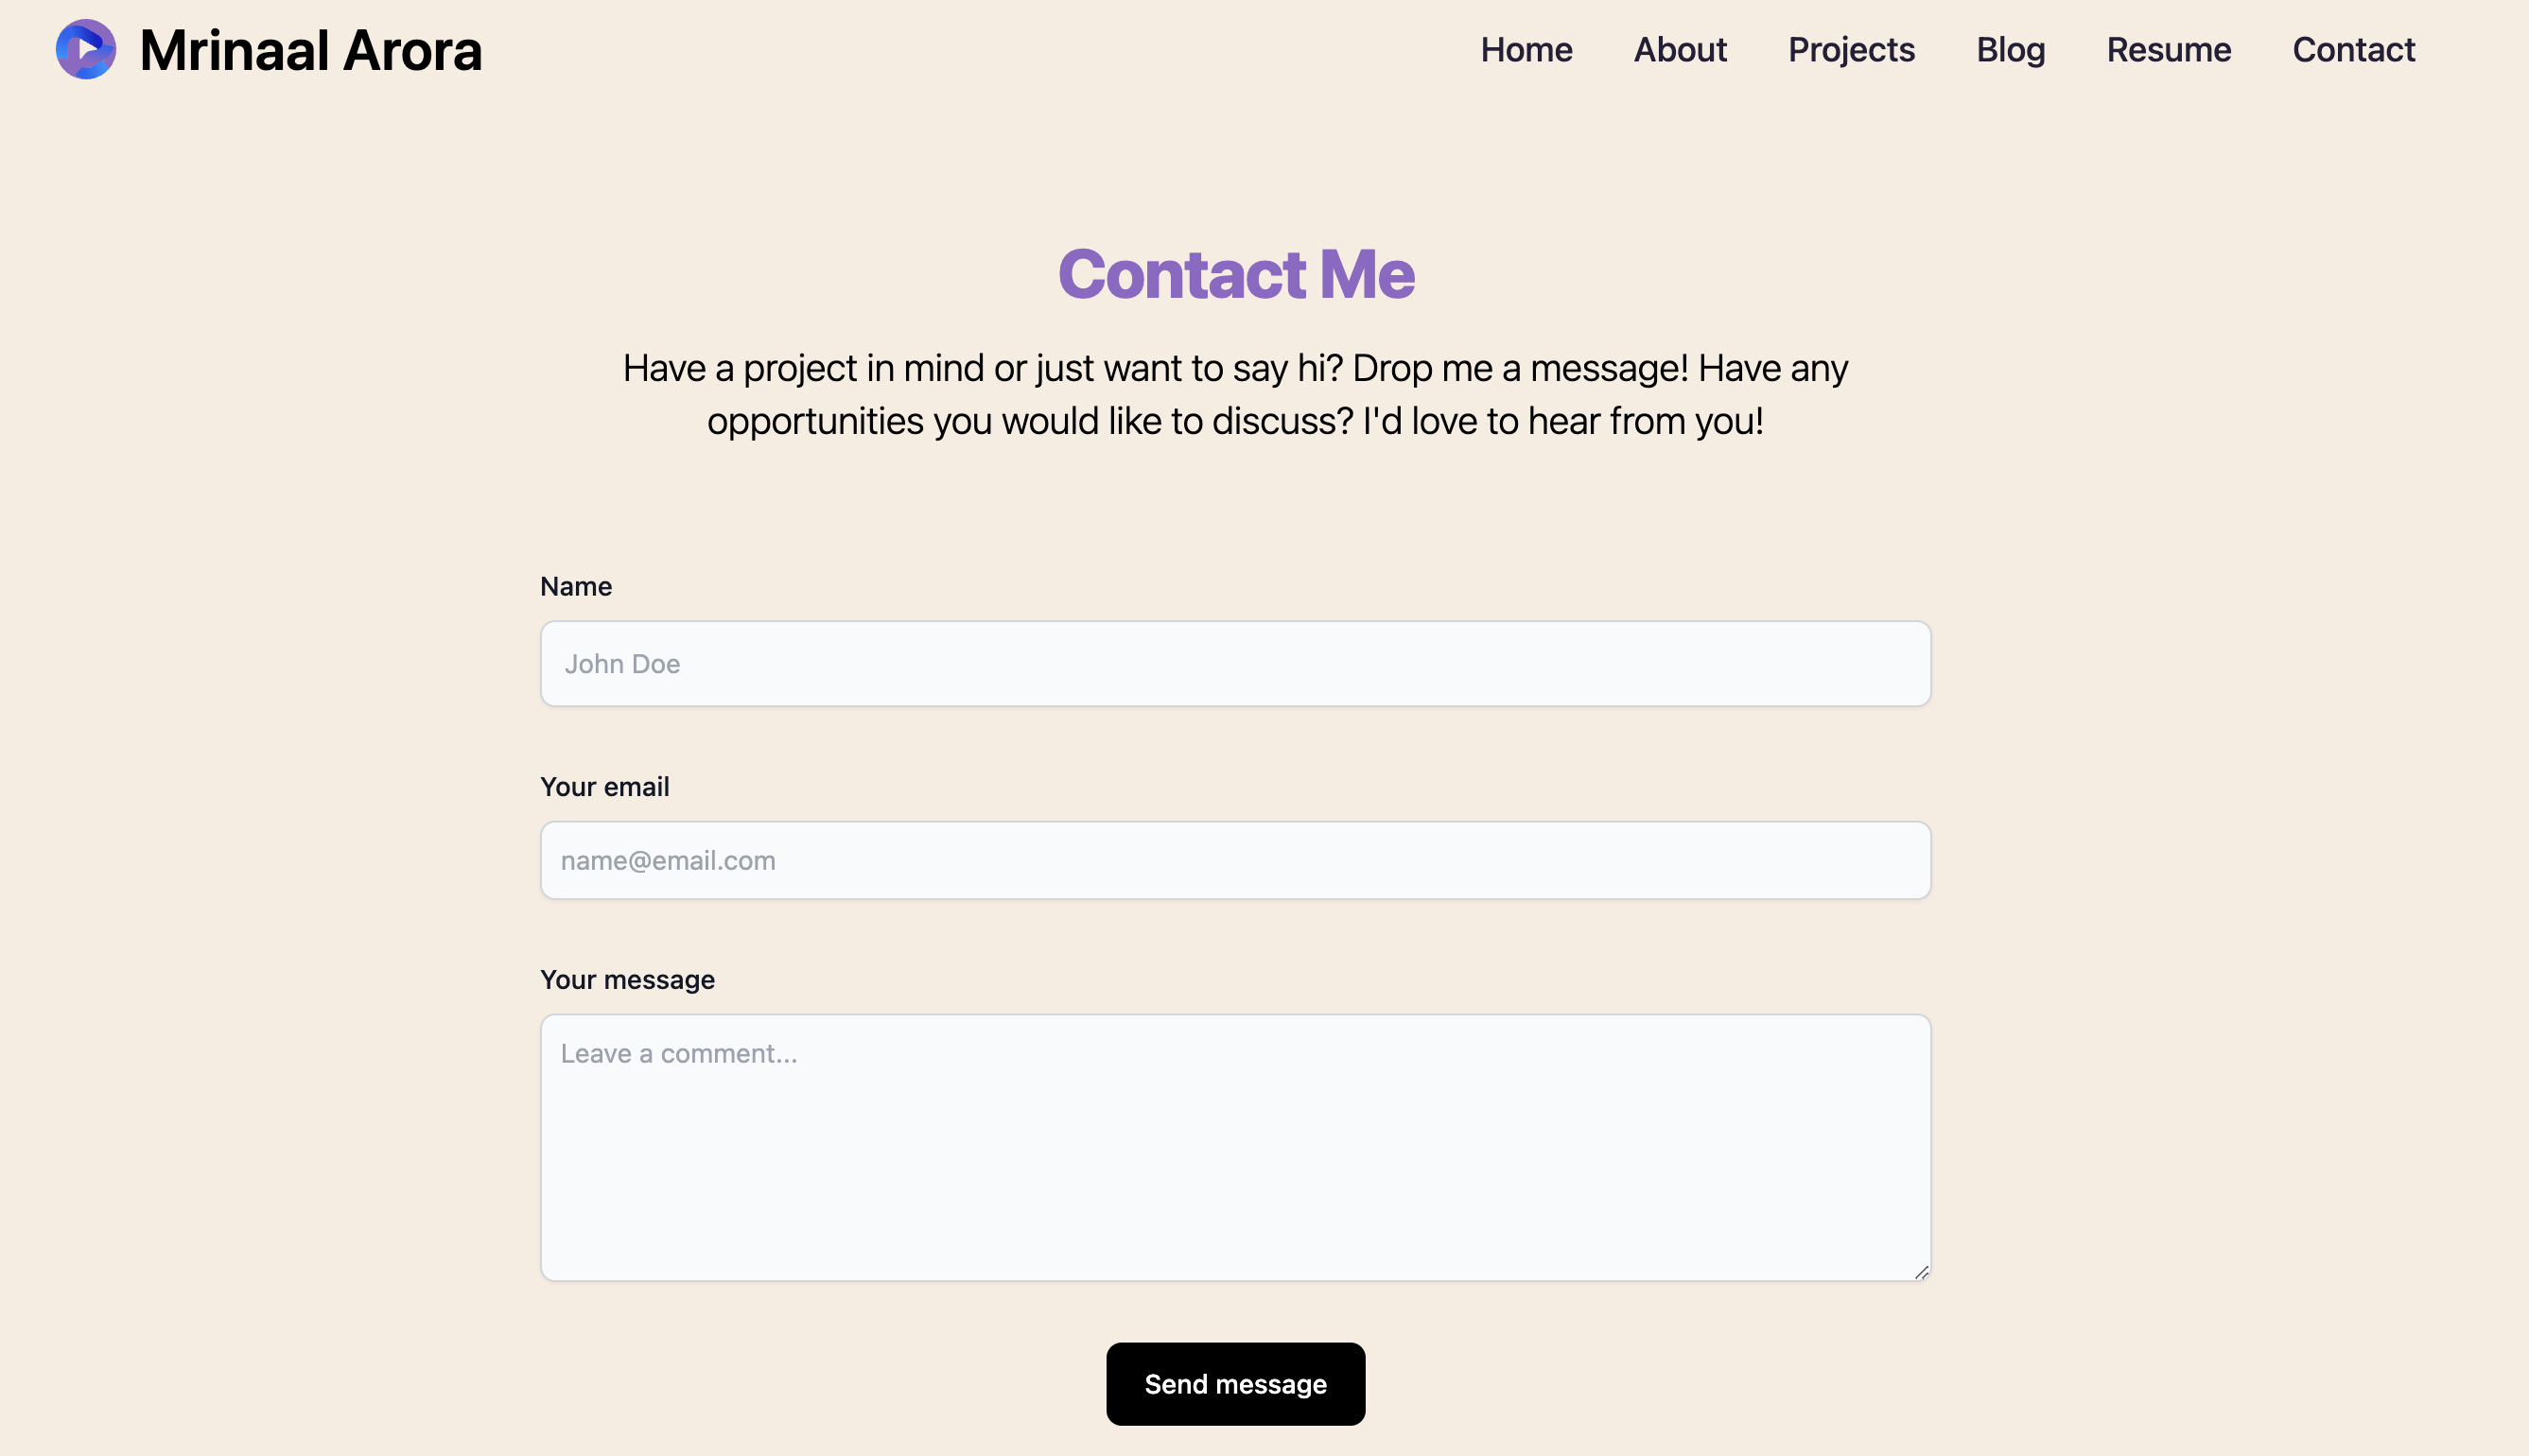 Mrinaal Arora
Home About Projects Blog Resume Contact
Contact Me
Have a project in mind or just want to say hi? Drop me a message! Have any
opportunities you would like to discuss? I'd love to hear from you!
Name
John Doe
Your email
name@email.com
Your message
Leave a comment...
Send message